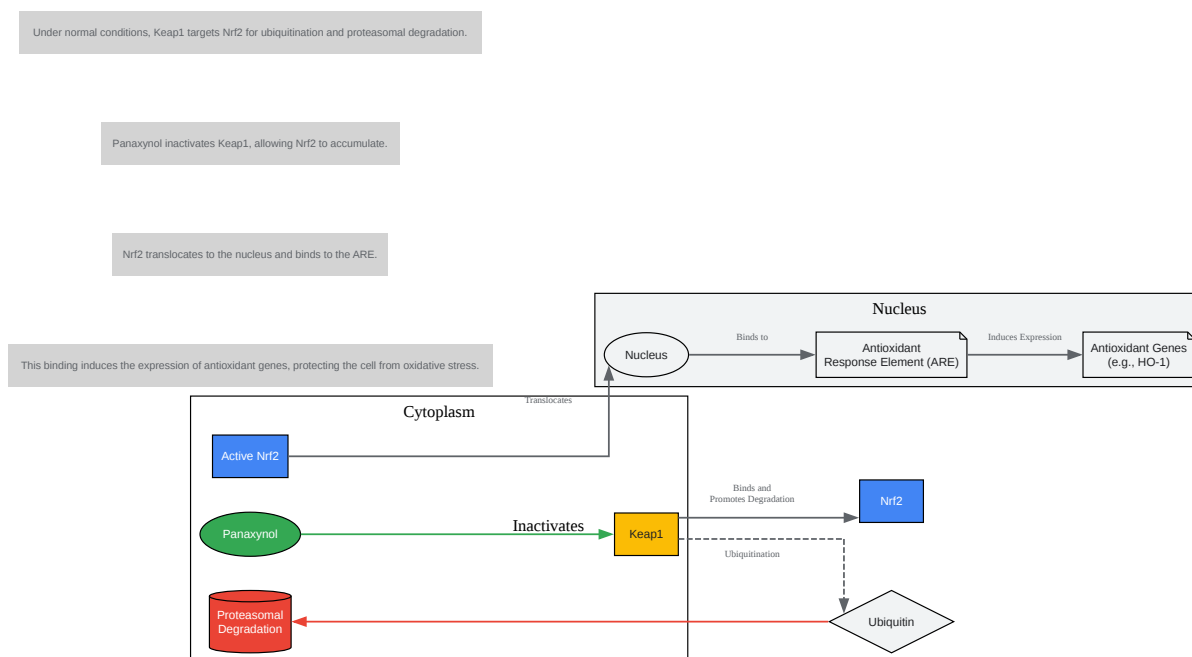 Under normal conditions, Keap1 targets Nrf2 for ubiquitination and proteasomal degradation.
Panaxynol inactivates Keap1, allowing Nrf2 to accumulate.
Nrf2 translocates to the nucleus and binds to the ARE.
This binding induces the expression of antioxidant genes, protecting the cell from oxidative stress.
Nucleus
Nucleus
Binds to
Antioxidant
Response Element (ARE)
Induces Expression
Antioxidant Genes
(e.g., HO-1)
Translocates
Cytoplasm
Active Nrf2
Panaxynol
Inactivates
Keap1
Binds and
Promotes Degradation
Nrf2
Ubiquitination
Ubiquitin
Proteasomal
Degradation